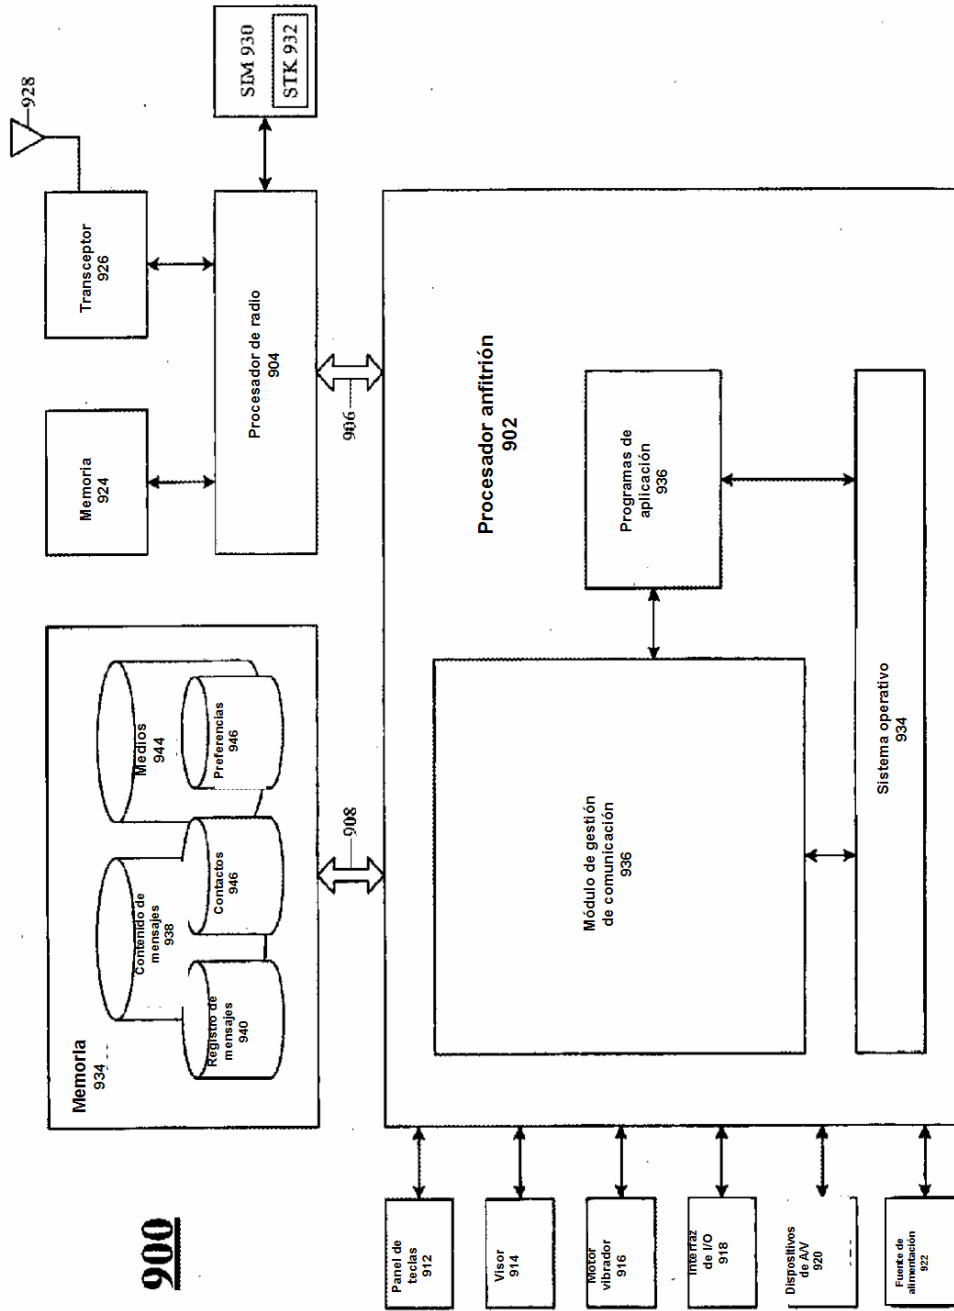 900
Memoria
934
Registro de
mensajes
940
Contenido de
mensajes
938
Contactos
946
Medios
944
Preferencias
946
Memoria
924
Transceptor
926
928
Procesador de radio
904
SIM 930
STK 932
908
906
Panel de
teclas
912
Visor
914
Motor
vibrador
916
Interfaz
de I/O
918
Dispositivos
de A/V
920
Fuente de
alimentación
922
Procesador anfitrión
902
Módulo de gestión
de comunicación
936
Programas de
aplicación
936
Sistema operativo
934